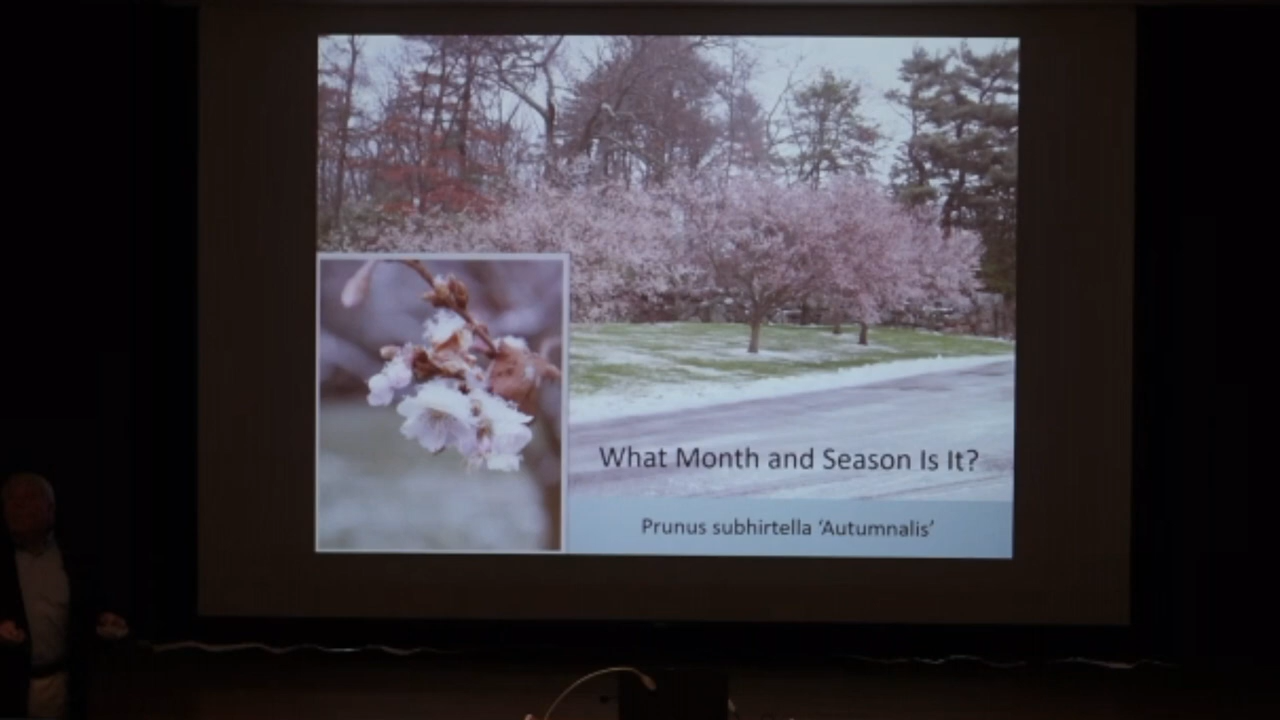 What Month and Season Is It?
Prunus subhirtella ‘Autumnalis’